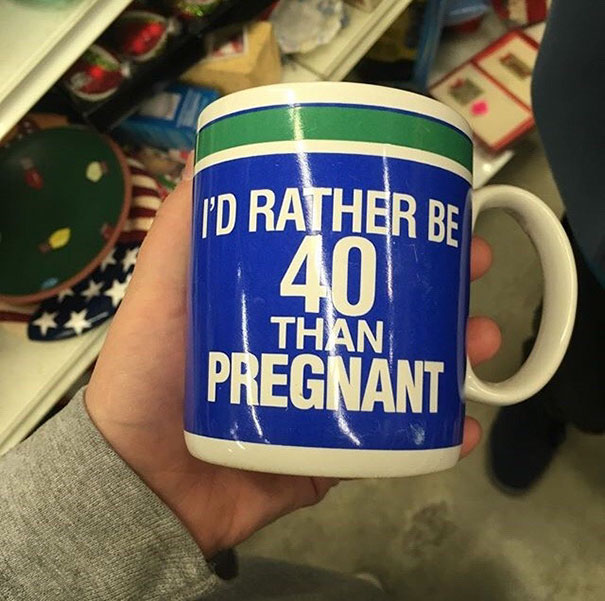 I'D RATHER BE
40
THAN
PREGNANT